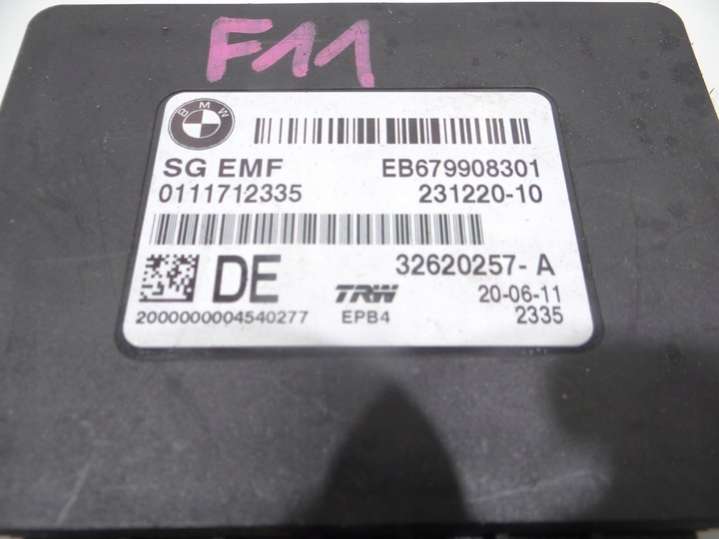 F11
BMW
SG EMF EB679908301
0111712335 231220-10
DE 32620257- A
TRW 20-06-11
2000000004540277 EPB4 2335